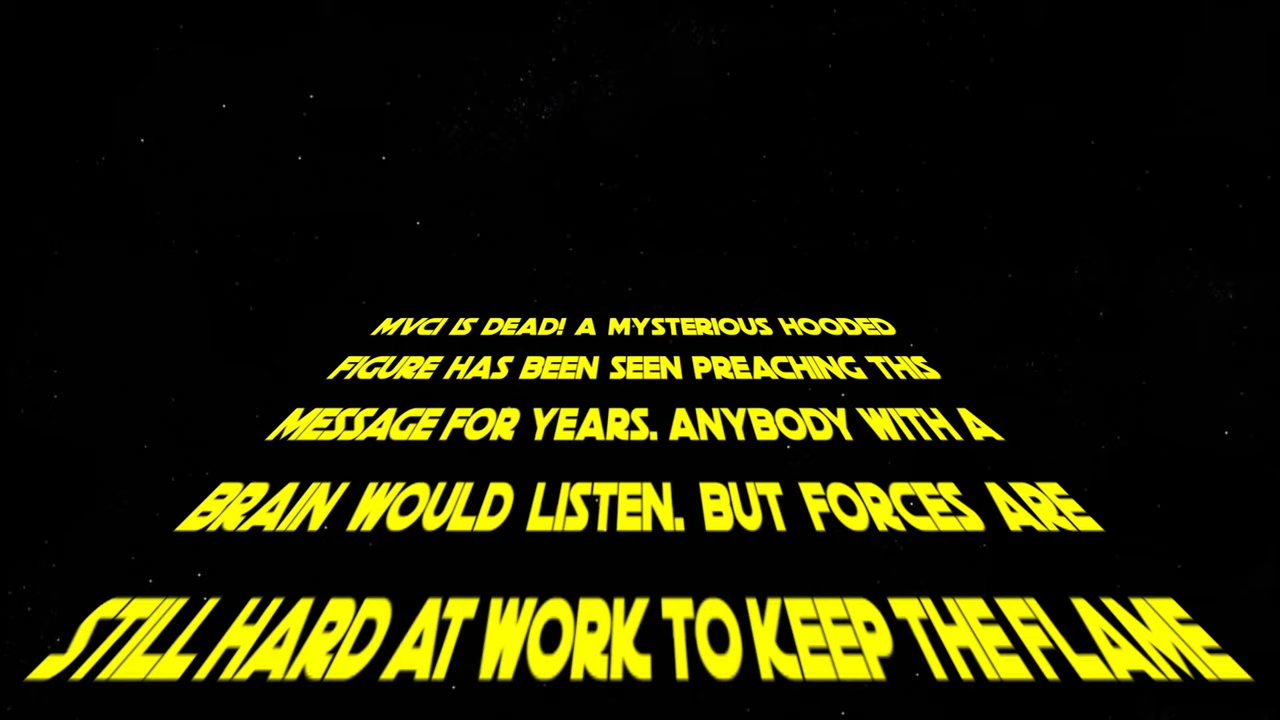 MVCI IS DEAD! A MYSTERIOUS HOODED
FIGURE HAS BEEN SEEN PREACHING THIS
MESSAGE FOR YEARS. ANYBODY WITH A
BRAIN WOULD LISTEN. BUT FORCES ARE
STILL HARD AT WORK TO KEEP THE FLAME